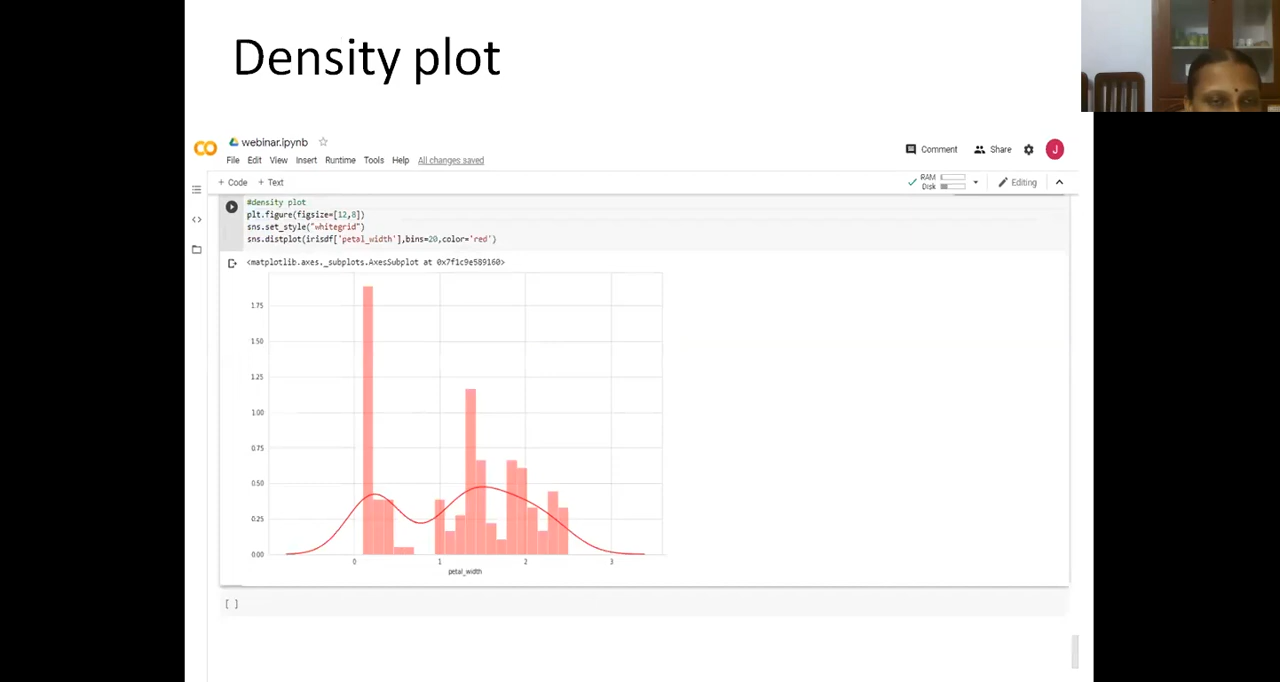 Density plot
webinar.ipynb
File Edit View Insert Runtime Tools Help All changes saved
Comment Share J
+ Code + Text
RAM
Disk
Editing
#density plot
plt.figure(figsize=[12,8])
sns.set_style("whitegrid")
sns.distplot(irisdf['petal_width'],bins=20,color='red')
<matplotlib.axes._subplots.AxesSubplot at 0x7f1c9e589160>
1.75
1.50
1.25
1.00
0.75
0.50
0.25
0.00
0 1 2 3
petal_width
[ ]